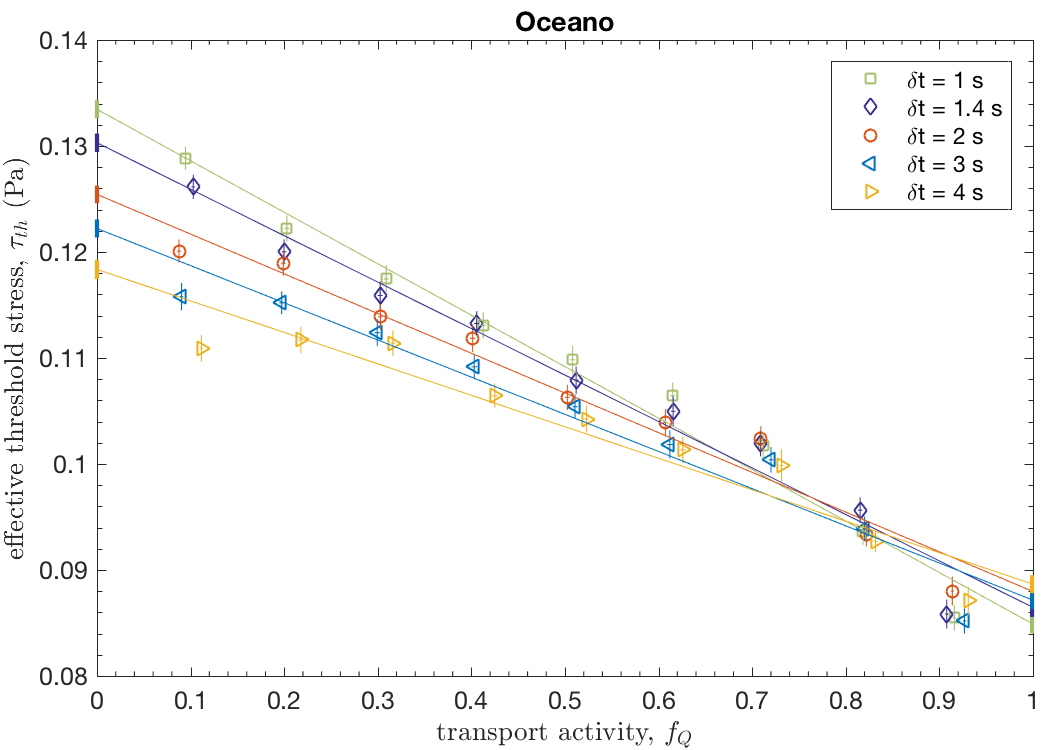 Oceano
0.14
0.13
0.12
0.11
0.1
0.09
0.08
effective threshold stress, τth (Pa)
δt = 1 s
δt = 1.4 s
δt = 2 s
δt = 3 s
δt = 4 s
0 0.1 0.2 0.3 0.4 0.5 0.6 0.7 0.8 0.9 1
transport activity, fQ